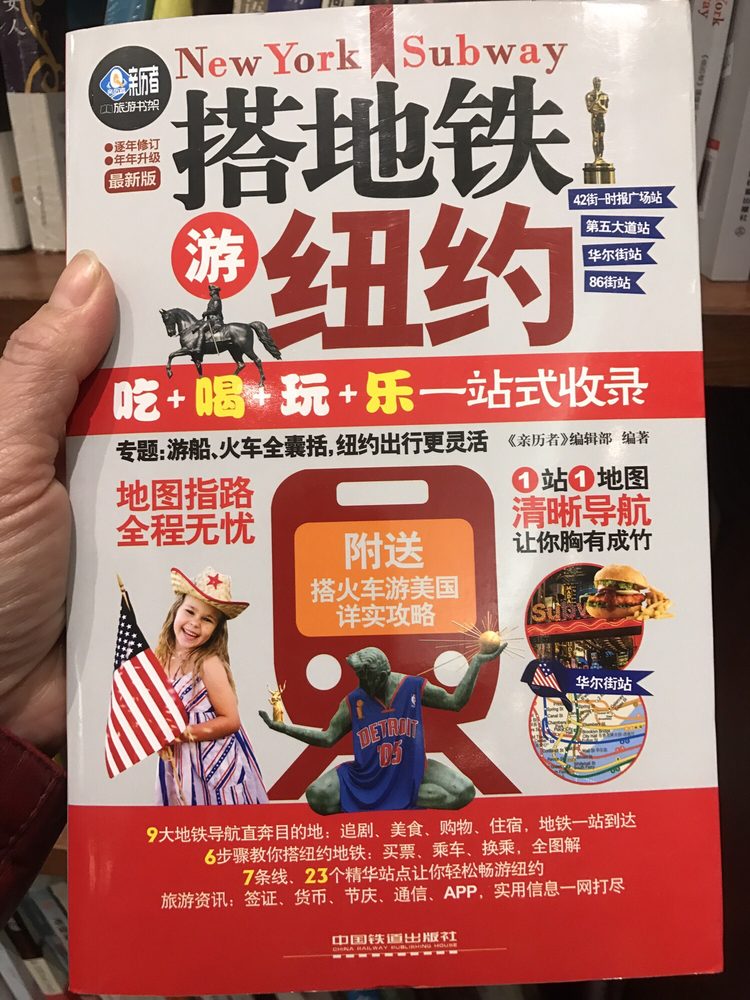 New York Subway
亲历者
旅游书架
●逐年修订
●年年升级
最新版
搭地铁
游
纽约
42街-时报广场站
第五大道站
华尔街站
86街站
吃+喝+玩+乐一站式收录
专题:游船、火车全囊括,纽约出行更灵活
《亲历者》编辑部 编著
地图指路
全程无忧
附送
搭火车游美国
详实攻略
1站1地图
清晰导航
让你胸有成竹
华尔街站
DETROIT
05
9大地铁导航直奔目的地:追剧、美食、购物、住宿,地铁一站到达
6步骤教你搭纽约地铁:买票、乘车、换乘,全图解
7条线、23个精华站点让你轻松畅游纽约
旅游资讯:签证、货币、节庆、通信、APP,实用信息一网打尽
中国铁道出版社
CHINA RAILWAY PUBLISHING HOUSE